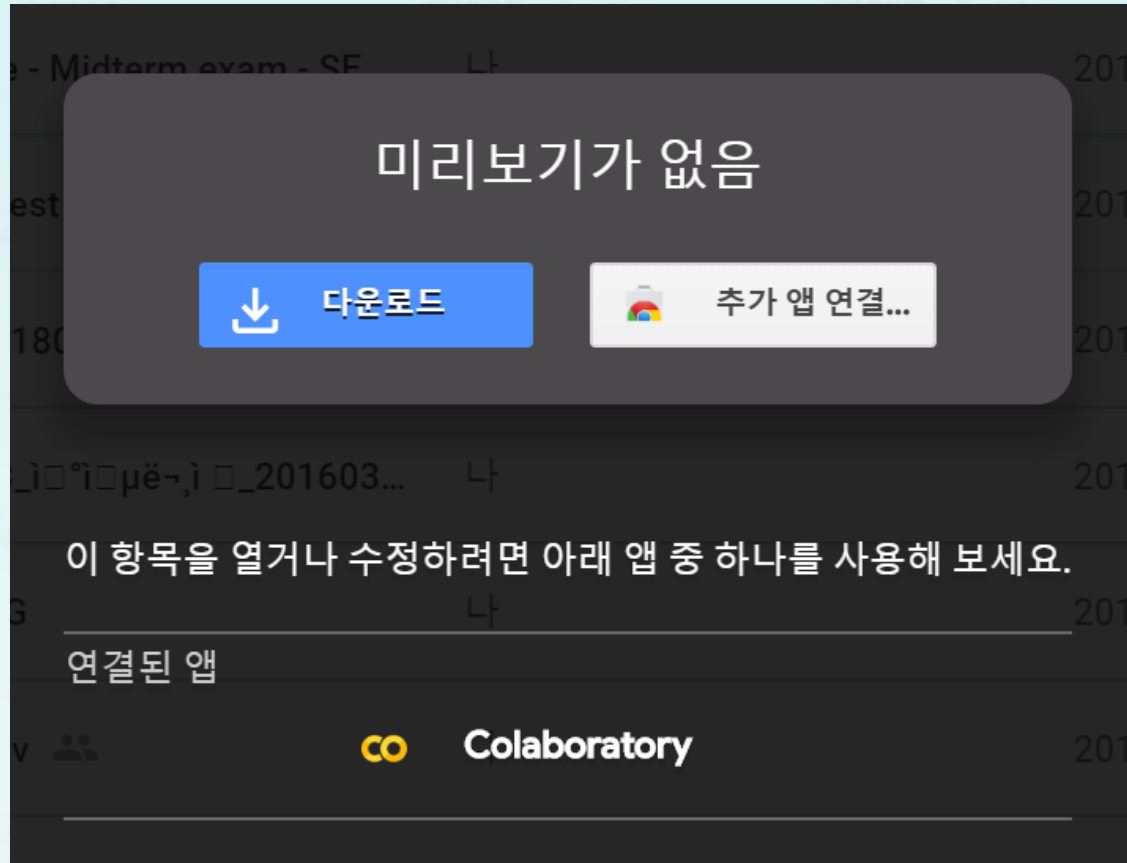 e - Midterm exam - SE 나 201
미리보기가 없음
est 201
다운로드 추가 앱 연결...
180 201
201603... 나 201
이 항목을 열거나 수정하려면 아래 앱 중 하나를 사용해 보세요.
G 나 201
연결된 앱
v CO Colaboratory 201